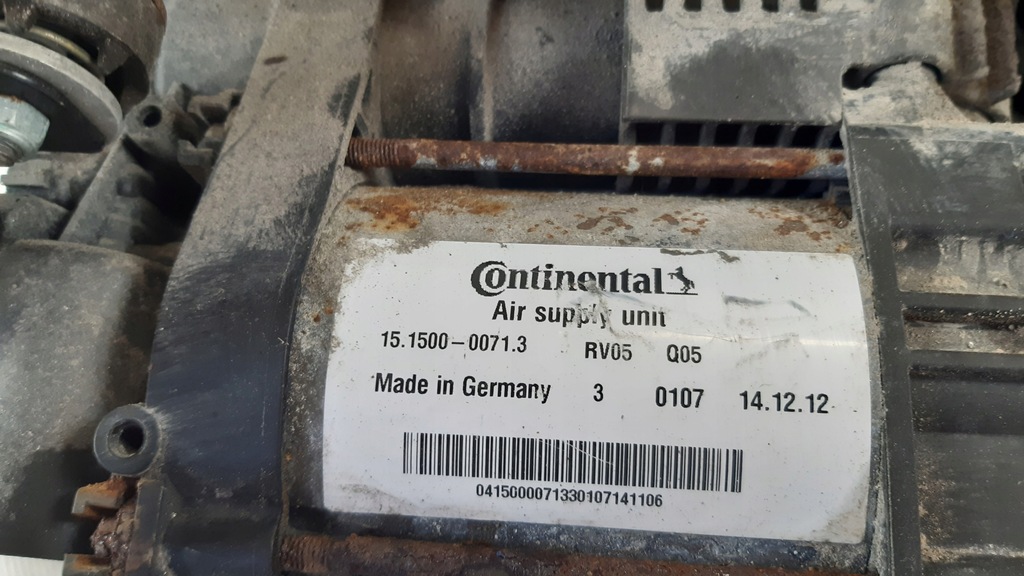 Continental
Air supply unit
15.1500-0071.3 RV05 Q05
Made in Germany 3 0107 14.12.12
0415000071330107141106